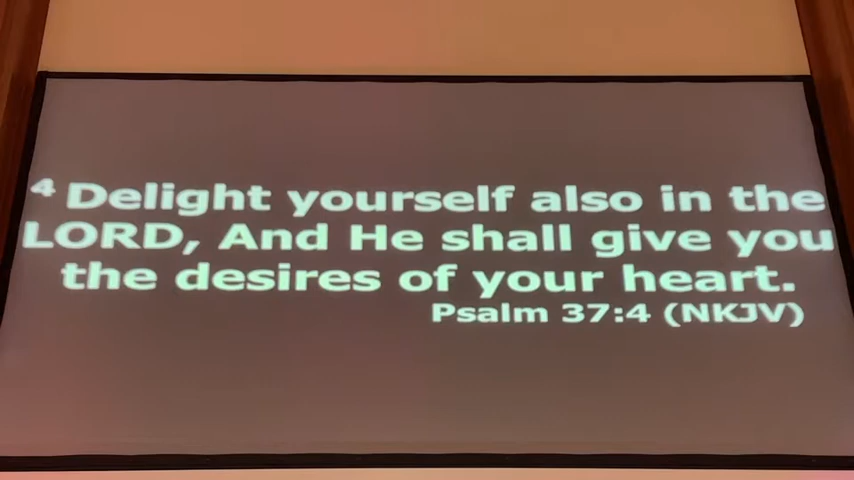 4 Delight yourself also in the
LORD, And He shall give you
the desires of your heart.
Psalm 37:4 (NKJV)